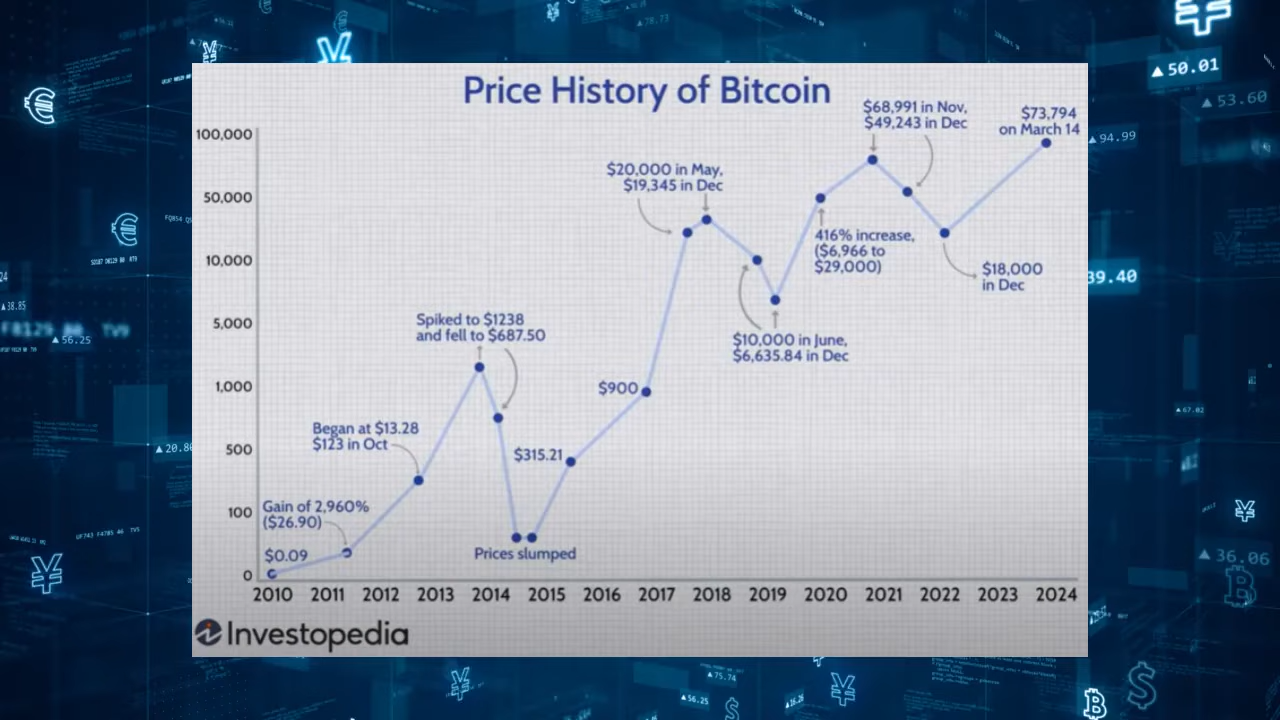 Price History of Bitcoin
100,000
50,000
10,000
5,000
1,000
500
100
0
$0.09
Gain of 2,960%
($26.90)
Began at $13.28
$123 in Oct
Spiked to $1238
and fell to $687.50
Prices slumped
$315.21
$900
$20,000 in May,
$19,345 in Dec
$10,000 in June,
$6,635.84 in Dec
416% increase,
($6,966 to
$29,000)
$68,991 in Nov,
$49,243 in Dec
$18,000
in Dec
$73,794
on March 14
2010 2011 2012 2013 2014 2015 2016 2017 2018 2019 2020 2021 2022 2023 2024
Investopedia
▲50.01
▲53.60
▲94.99
39.40
▲67.02
▲36.06
▲38.85
▲56.25
▲75.74
▲56.25